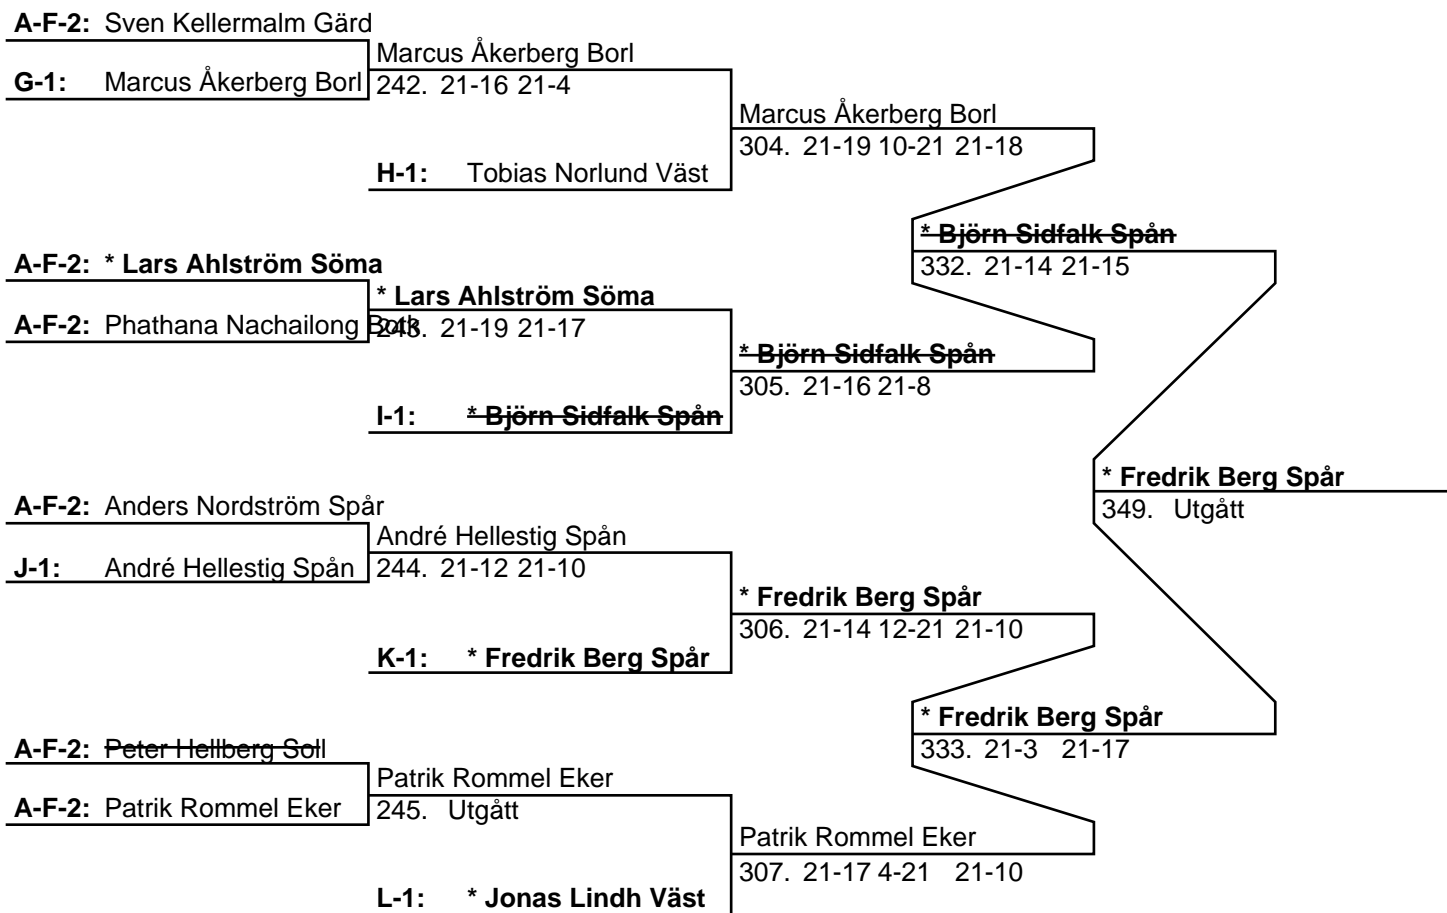 A-F-2: Sven Kellermalm Gärd
Marcus Åkerberg Borl
G-1: Marcus Åkerberg Borl
242. 21-16 21-4
Marcus Åkerberg Borl
304. 21-19 10-21 21-18
H-1: Tobias Norlund Väst
* Björn Sidfalk Spån
332. 21-14 21-15
A-F-2: * Lars Ahlström Söma
* Lars Ahlström Söma
A-F-2: Phathana Nachailong
243. 21-19 21-17
* Björn Sidfalk Spån
305. 21-16 21-8
I-1: * Björn Sidfalk Spån
* Fredrik Berg Spår
349. Utgått
A-F-2: Anders Nordström Spår
André Hellestig Spån
J-1: André Hellestig Spån
244. 21-12 21-10
* Fredrik Berg Spår
306. 21-14 12-21 21-10
K-1: * Fredrik Berg Spår
* Fredrik Berg Spår
333. 21-3 21-17
A-F-2: Peter Hellberg Soll
Patrik Rommel Eker
A-F-2: Patrik Rommel Eker
245. Utgått
Patrik Rommel Eker
307. 21-17 4-21 21-10
L-1: * Jonas Lindh Väst